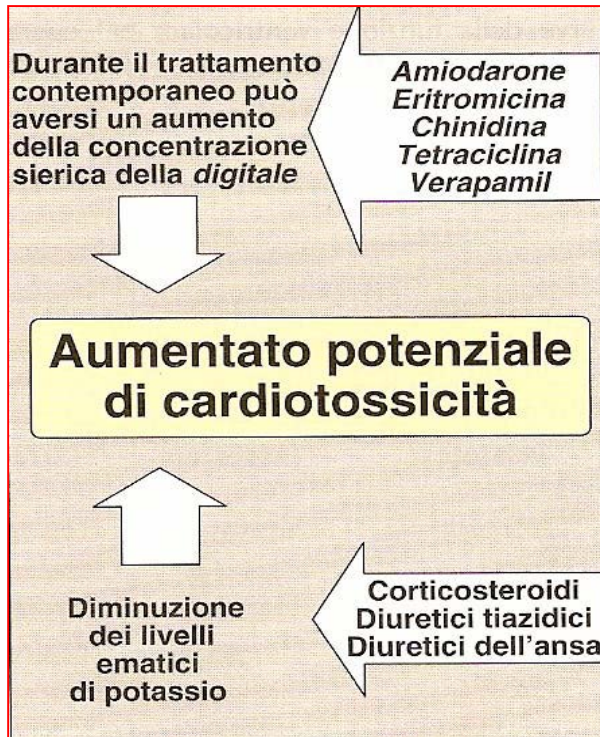 Durante il trattamento
contemporaneo può
aversi un aumento
della concentrazione
sierica della digitale
Amiodarone
Eritromicina
Chinidina
Tetraciclina
Verapamil
Aumentato potenziale
di cardiotossicità
Diminuzione
dei livelli
ematici
di potassio
Corticosteroidi
Diuretici tiazidici
Diuretici dell'ansa